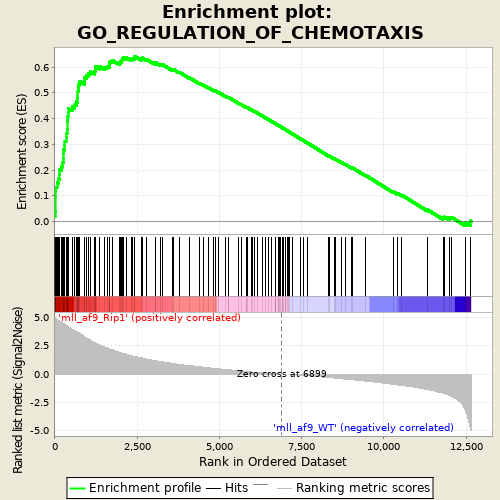 Enrichment plot:
GO_REGULATION_OF_CHEMOTAXIS
Enrichment score (ES)
0.6
0.5
0.4
0.3
0.2
0.1
0.0
Ranked list metric (Signal2Noise)
5.0
2.5
0.0
-2.5
-5.0
'mll_af9_Rip1' (positively correlated)
Zero cross at 6899
'mll_af9_WT' (negatively correlated)
0
2,500
5,000
7,500
10,000
12,500
Rank in Ordered Dataset
Enrichment profile
Hits
Ranking metric scores